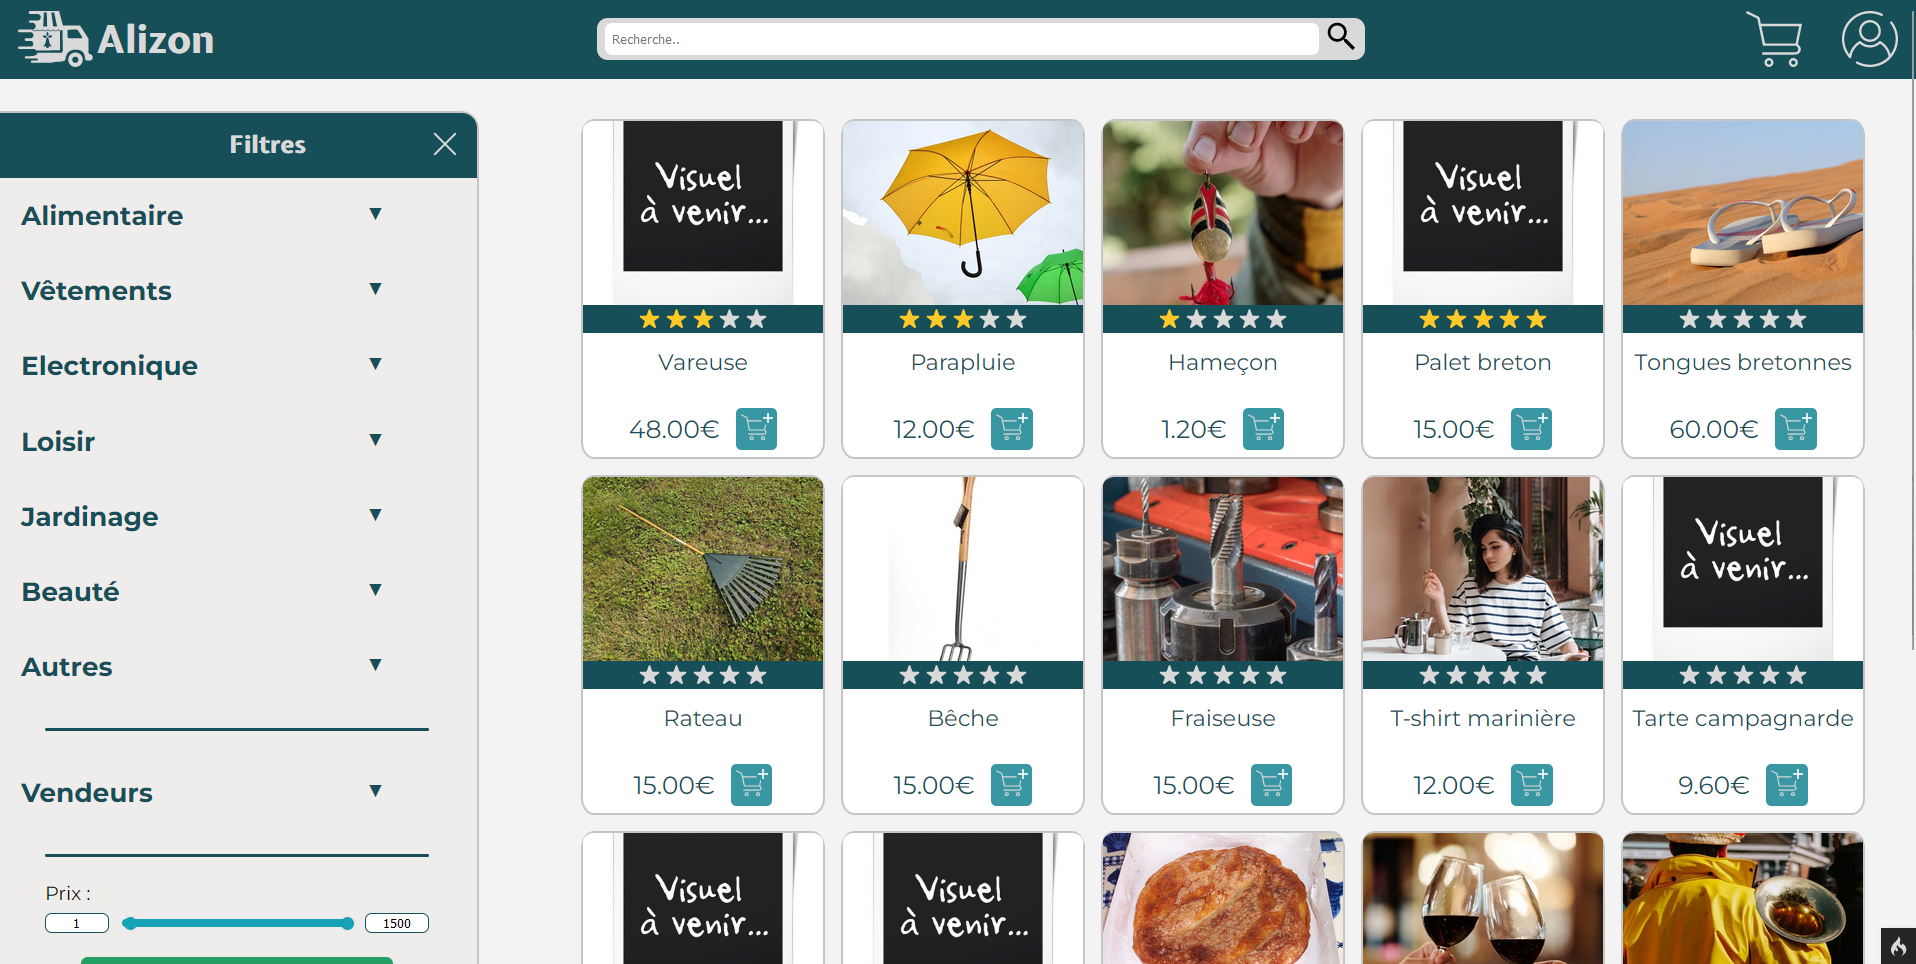 Alizon
Recherche..
Filtres
Alimentaire
Vêtements
Electronique
Loisir
Jardinage
Beauté
Autres
Vendeurs
Prix :
1
1500
Visuel
à venir...
Vareuse
48.00€
Parapluie
12.00€
Hameçon
1.20€
Visuel
à venir...
Palet breton
15.00€
Tongues bretonnes
60.00€
Rateau
15.00€
Bêche
15.00€
Fraiseuse
15.00€
T-shirt marinière
12.00€
Visuel
à venir...
Tarte campagnarde
9.60€
Visuel
à venir...
Visuel
à venir...